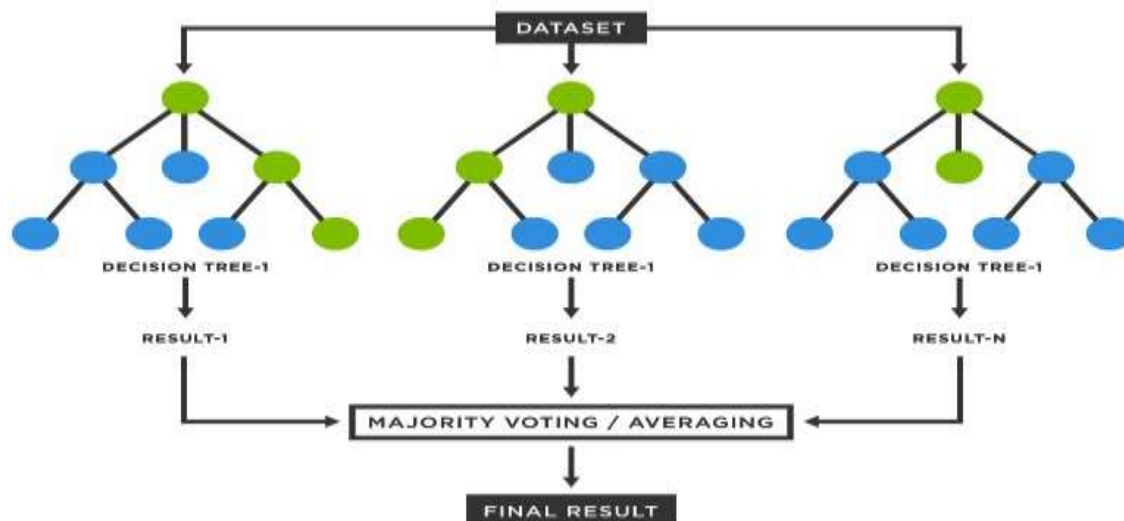 DATASET
DECISION TREE-1
DECISION TREE-1
DECISION TREE-1
RESULT-1
RESULT-2
RESULT-N
MAJORITY VOTING / AVERAGING
FINAL RESULT